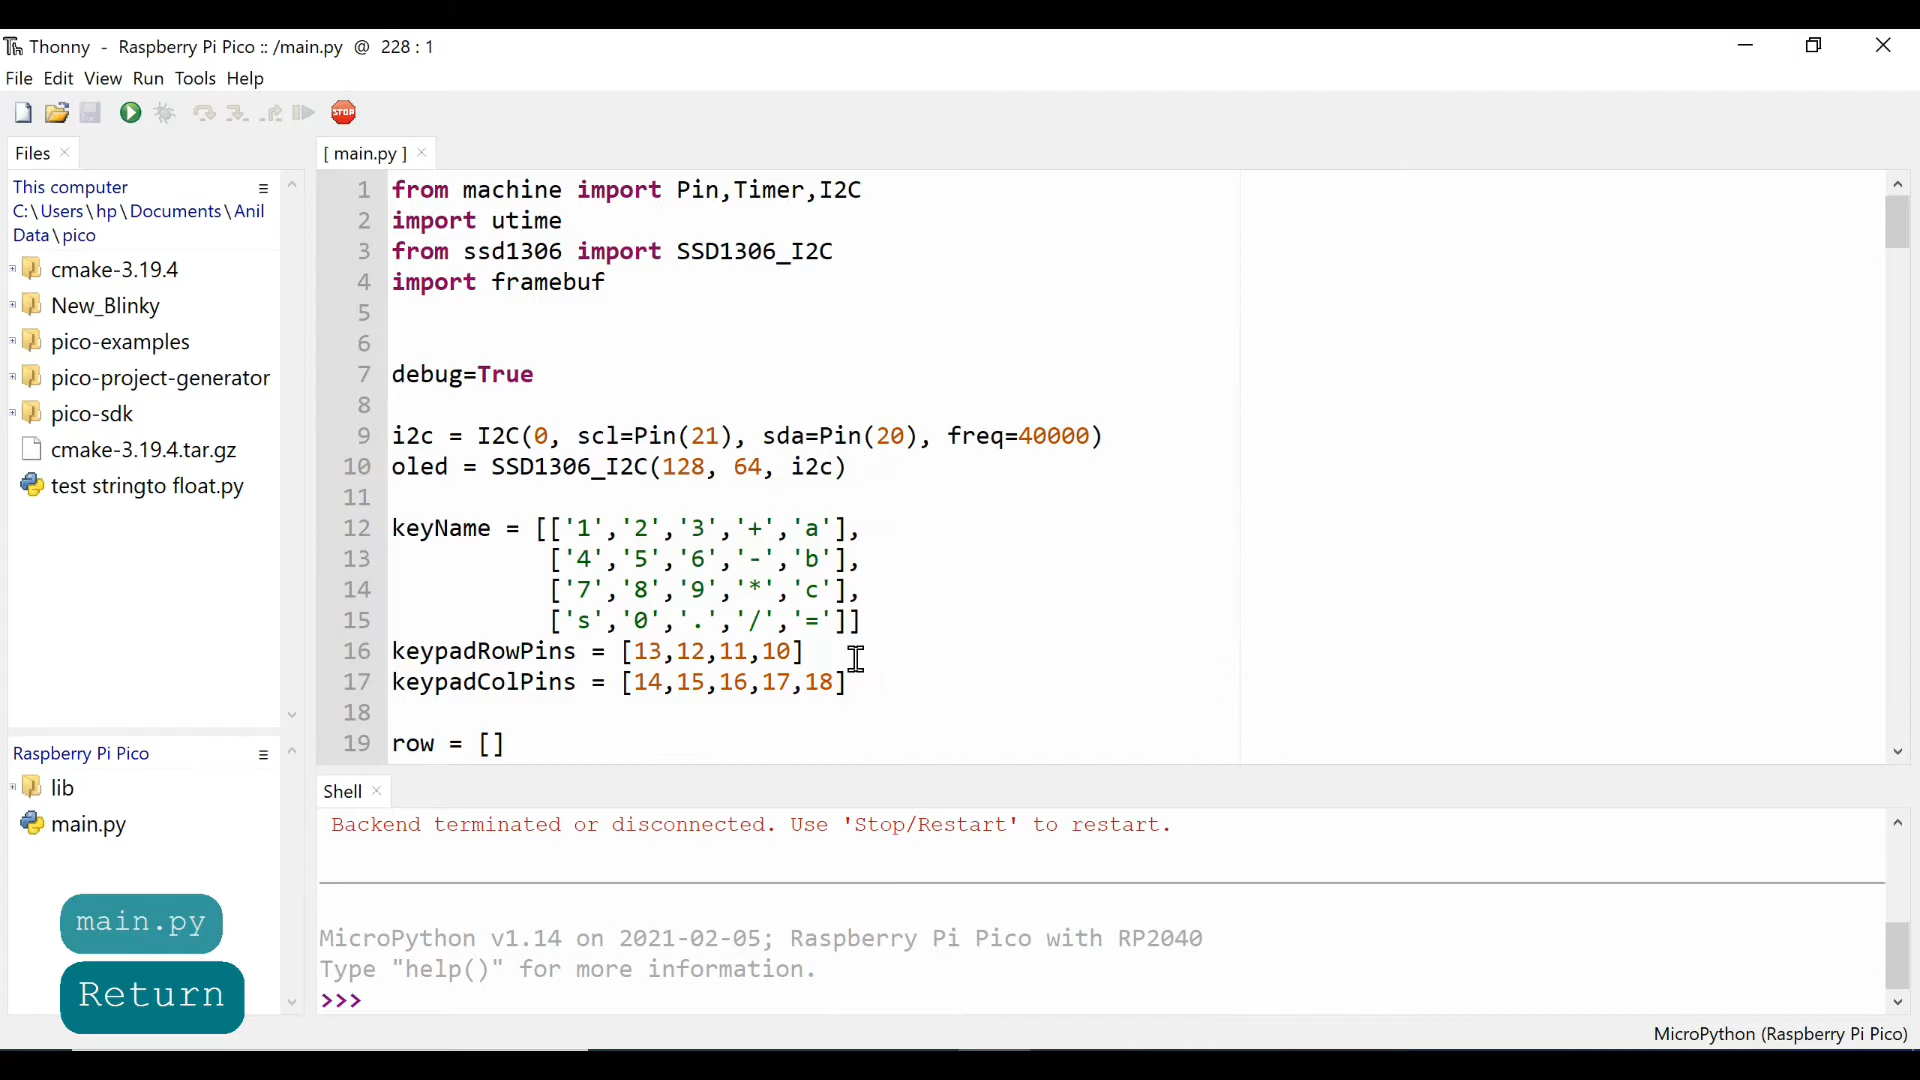 Thonny - Raspberry Pi Pico :: /main.py @ 228 : 1
File Edit View Run Tools Help
STOP
Files
[ main.py ]
This computer
C:\Users\hp\Documents\Anil
Data\pico
cmake-3.19.4
New_Blinky
pico-examples
pico-project-generator
pico-sdk
cmake-3.19.4.tar.gz
test stringto float.py
Raspberry Pi Pico
lib
main.py
main.py
Return
1 from machine import Pin,Timer,I2C
2 import utime
3 from ssd1306 import SSD1306_I2C
4 import framebuf
5
6
7 debug=True
8
9 i2c = I2C(0, scl=Pin(21), sda=Pin(20), freq=40000)
10 oled = SSD1306_I2C(128, 64, i2c)
11
12 keyName = [['1','2','3','+','a'],
13 ['4','5','6','-','b'],
14 ['7','8','9','*','c'],
15 ['s','0','.','/','=']]
16 keypadRowPins = [13,12,11,10]
17 keypadColPins = [14,15,16,17,18]
18
19 row = []
Shell
Backend terminated or disconnected. Use 'Stop/Restart' to restart.
MicroPython v1.14 on 2021-02-05; Raspberry Pi Pico with RP2040
Type "help()" for more information.
>>>
MicroPython (Raspberry Pi Pico)